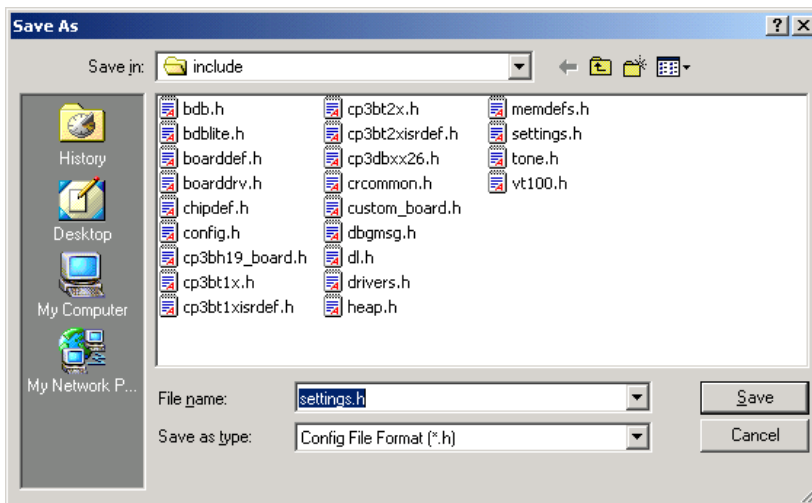 Save As
Save in: include
History
Desktop
My Computer
My Network P...
bdb.h
bdblite.h
boarddef.h
boarddrv.h
chipdef.h
config.h
cp3bh19_board.h
cp3bt1x.h
cp3bt1xisrdef.h
cp3bt2x.h
cp3bt2xisrdef.h
cp3dbxx26.h
crcommon.h
custom_board.h
dbgmsg.h
dl.h
drivers.h
heap.h
memdefs.h
settings.h
tone.h
vt100.h
File name: settings.h Save
Save as type: Config File Format (*.h) Cancel